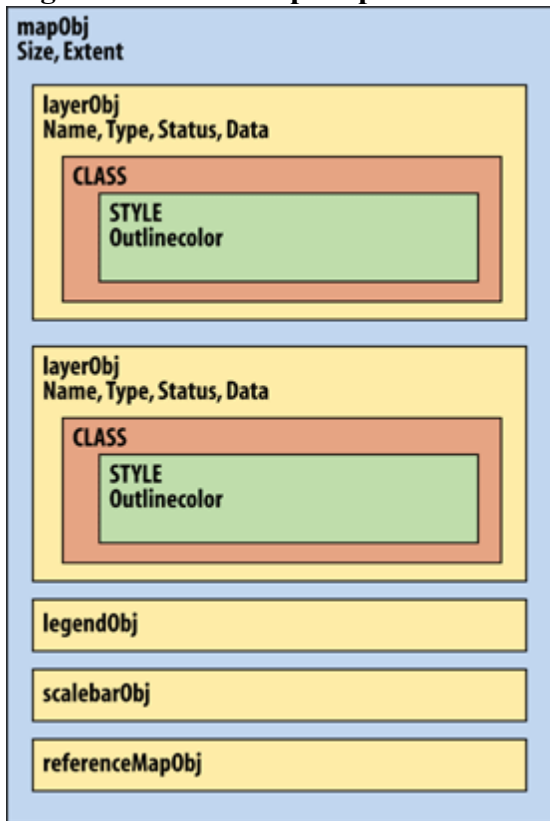 mapObj
Size, Extent
layerObj
Name, Type, Status, Data
CLASS
STYLE
Outlinecolor
layerObj
Name, Type, Status, Data
CLASS
STYLE
Outlinecolor
legendObj
scalebarObj
referenceMapObj